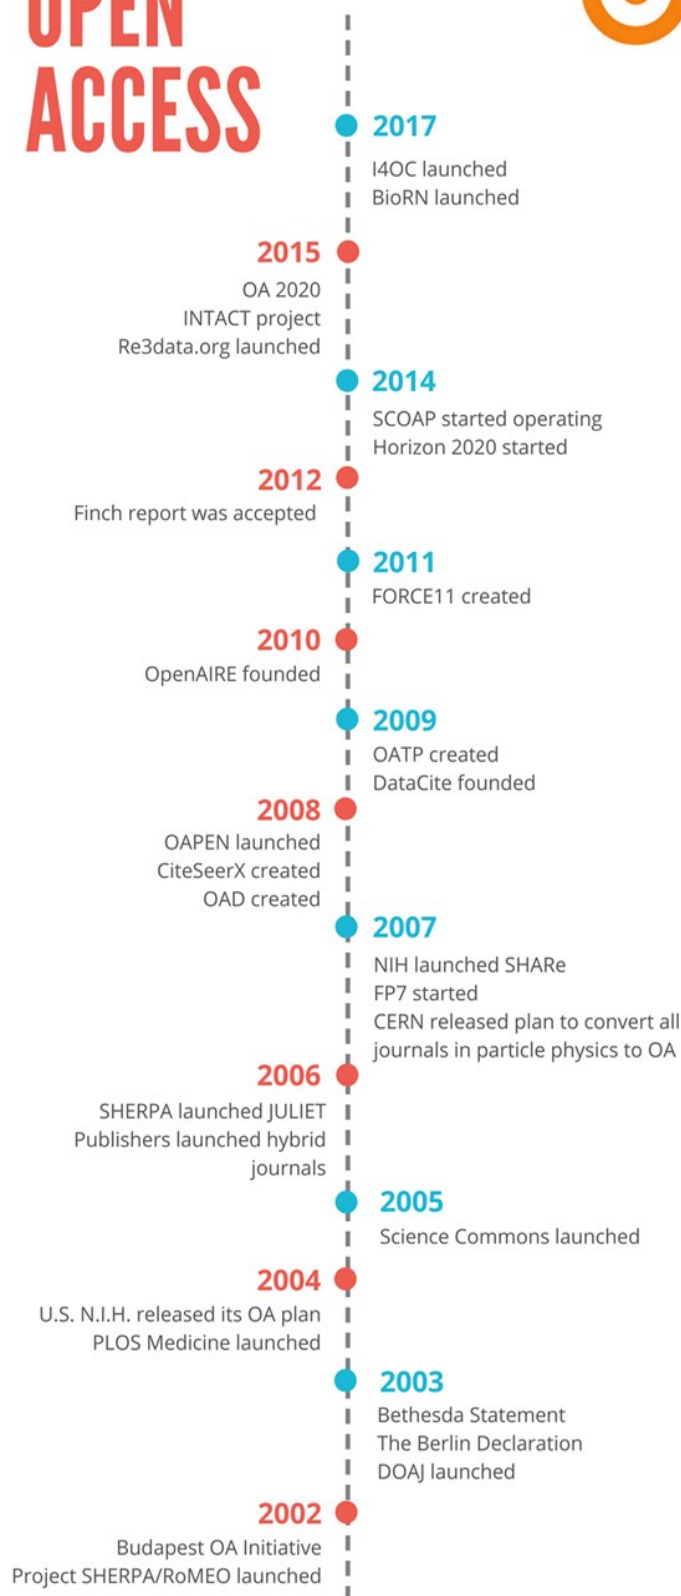 OPEN
ACCESS
2017
I4OC launched
BioRN launched
2015
OA 2020
INTACT project
Re3data.org launched
2014
SCOAP started operating
Horizon 2020 started
2012
Finch report was accepted
2011
FORCE11 created
2010
OpenAIRE founded
2009
OATP created
DataCite founded
2008
OAPEN launched
CiteSeerX created
OAD created
2007
NIH launched SHARe
FP7 started
CERN released plan to convert all
journals in particle physics to OA
2006
SHERPA launched JULIET
Publishers launched hybrid
journals
2005
Science Commons launched
2004
U.S. N.I.H. released its OA plan
PLOS Medicine launched
2003
Bethesda Statement
The Berlin Declaration
DOAJ launched
2002
Budapest OA Initiative
Project SHERPA/RoMEO launched